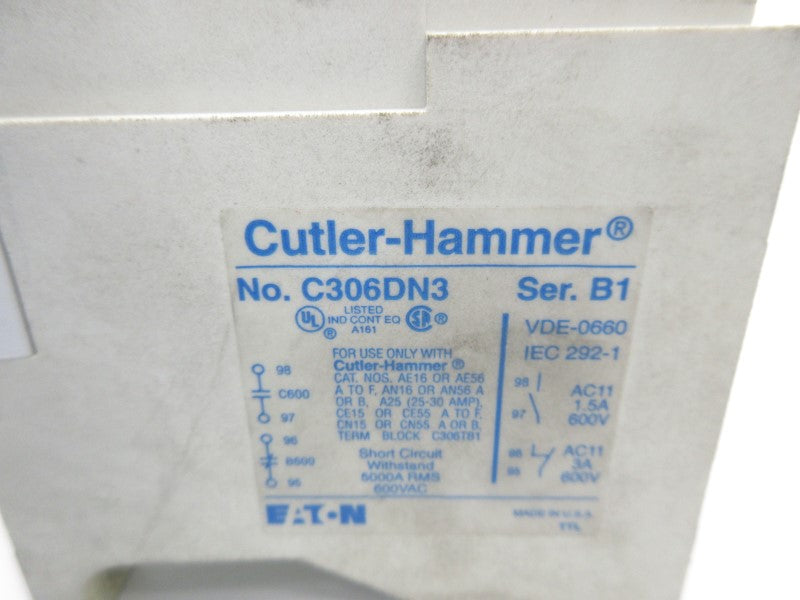 Cutler-Hammer®
No. C306DN3 Ser. B1
UL ® LISTED IND CONT EQ A161 SA ®
VDE-0660
IEC 292-1
FOR USE ONLY WITH
Cutler-Hammer®
CAT. NOS. AE16 OR AE56
A TO F, AN16 OR AN56 A
OR B, A25 (25-30 AMP),
CE15 OR CE55 A TO F,
CN15 OR CN55 A OR B,
TERM BLOCK C306TB1
Short Circuit
Withstand
5000A RMS
600VAC
98
C600
97
96
B600
95
98
97
AC11
1.5A
600V
96
95
AC11
3A
600V
EATON
MADE IN U.S.A.